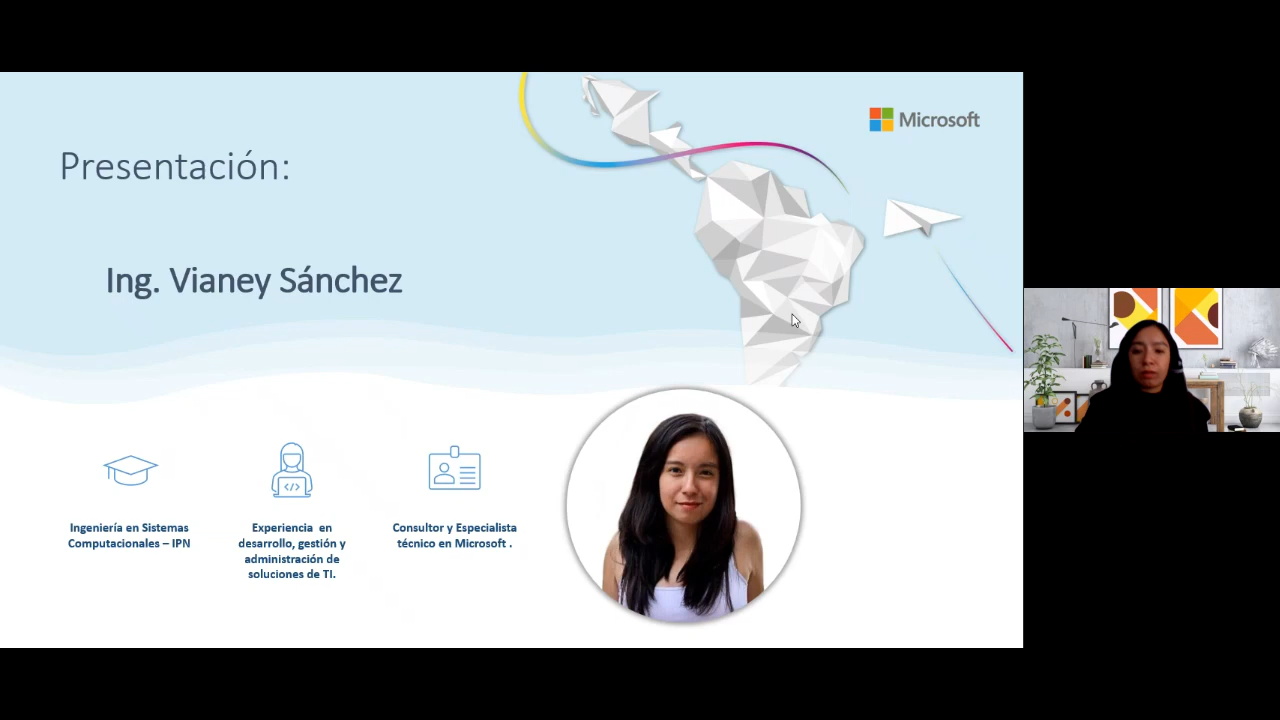 Microsoft
Presentación:
Ing. Vianey Sánchez
Ingeniería en Sistemas
Computacionales – IPN
Experiencia en
desarrollo, gestión y
administración de
soluciones de TI.
Consultor y Especialista
técnico en Microsoft .